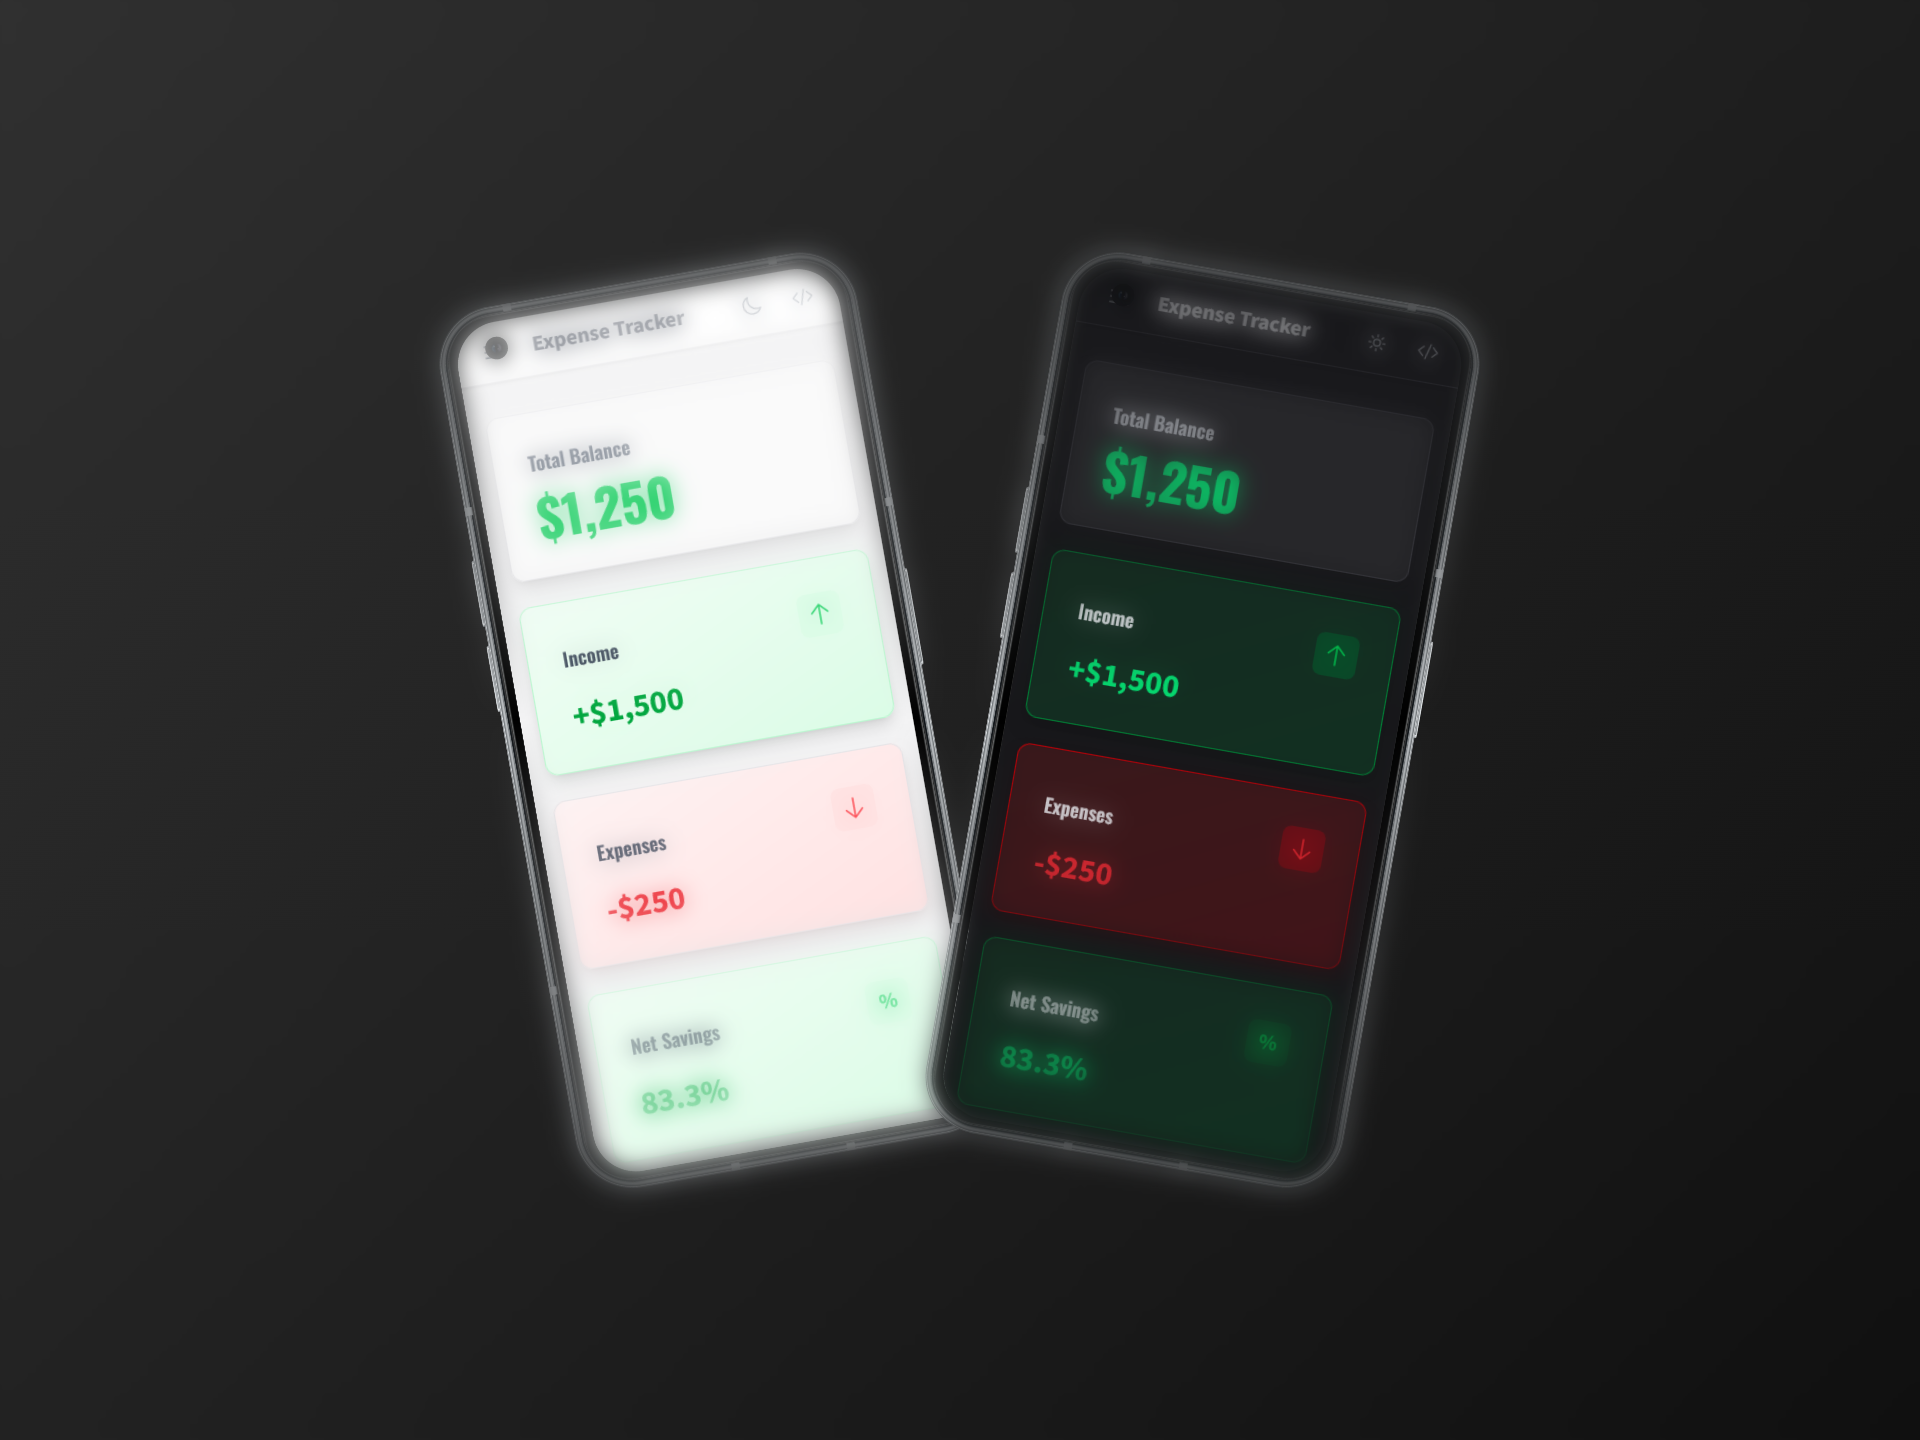 Expense Tracker
Total Balance
$1,250
Income
+$1,500
Expenses
-$250
Net Savings
%
83.3%
Expense Tracker
Total Balance
$1,250
Income
+$1,500
Expenses
-$250
Net Savings
%
83.3%